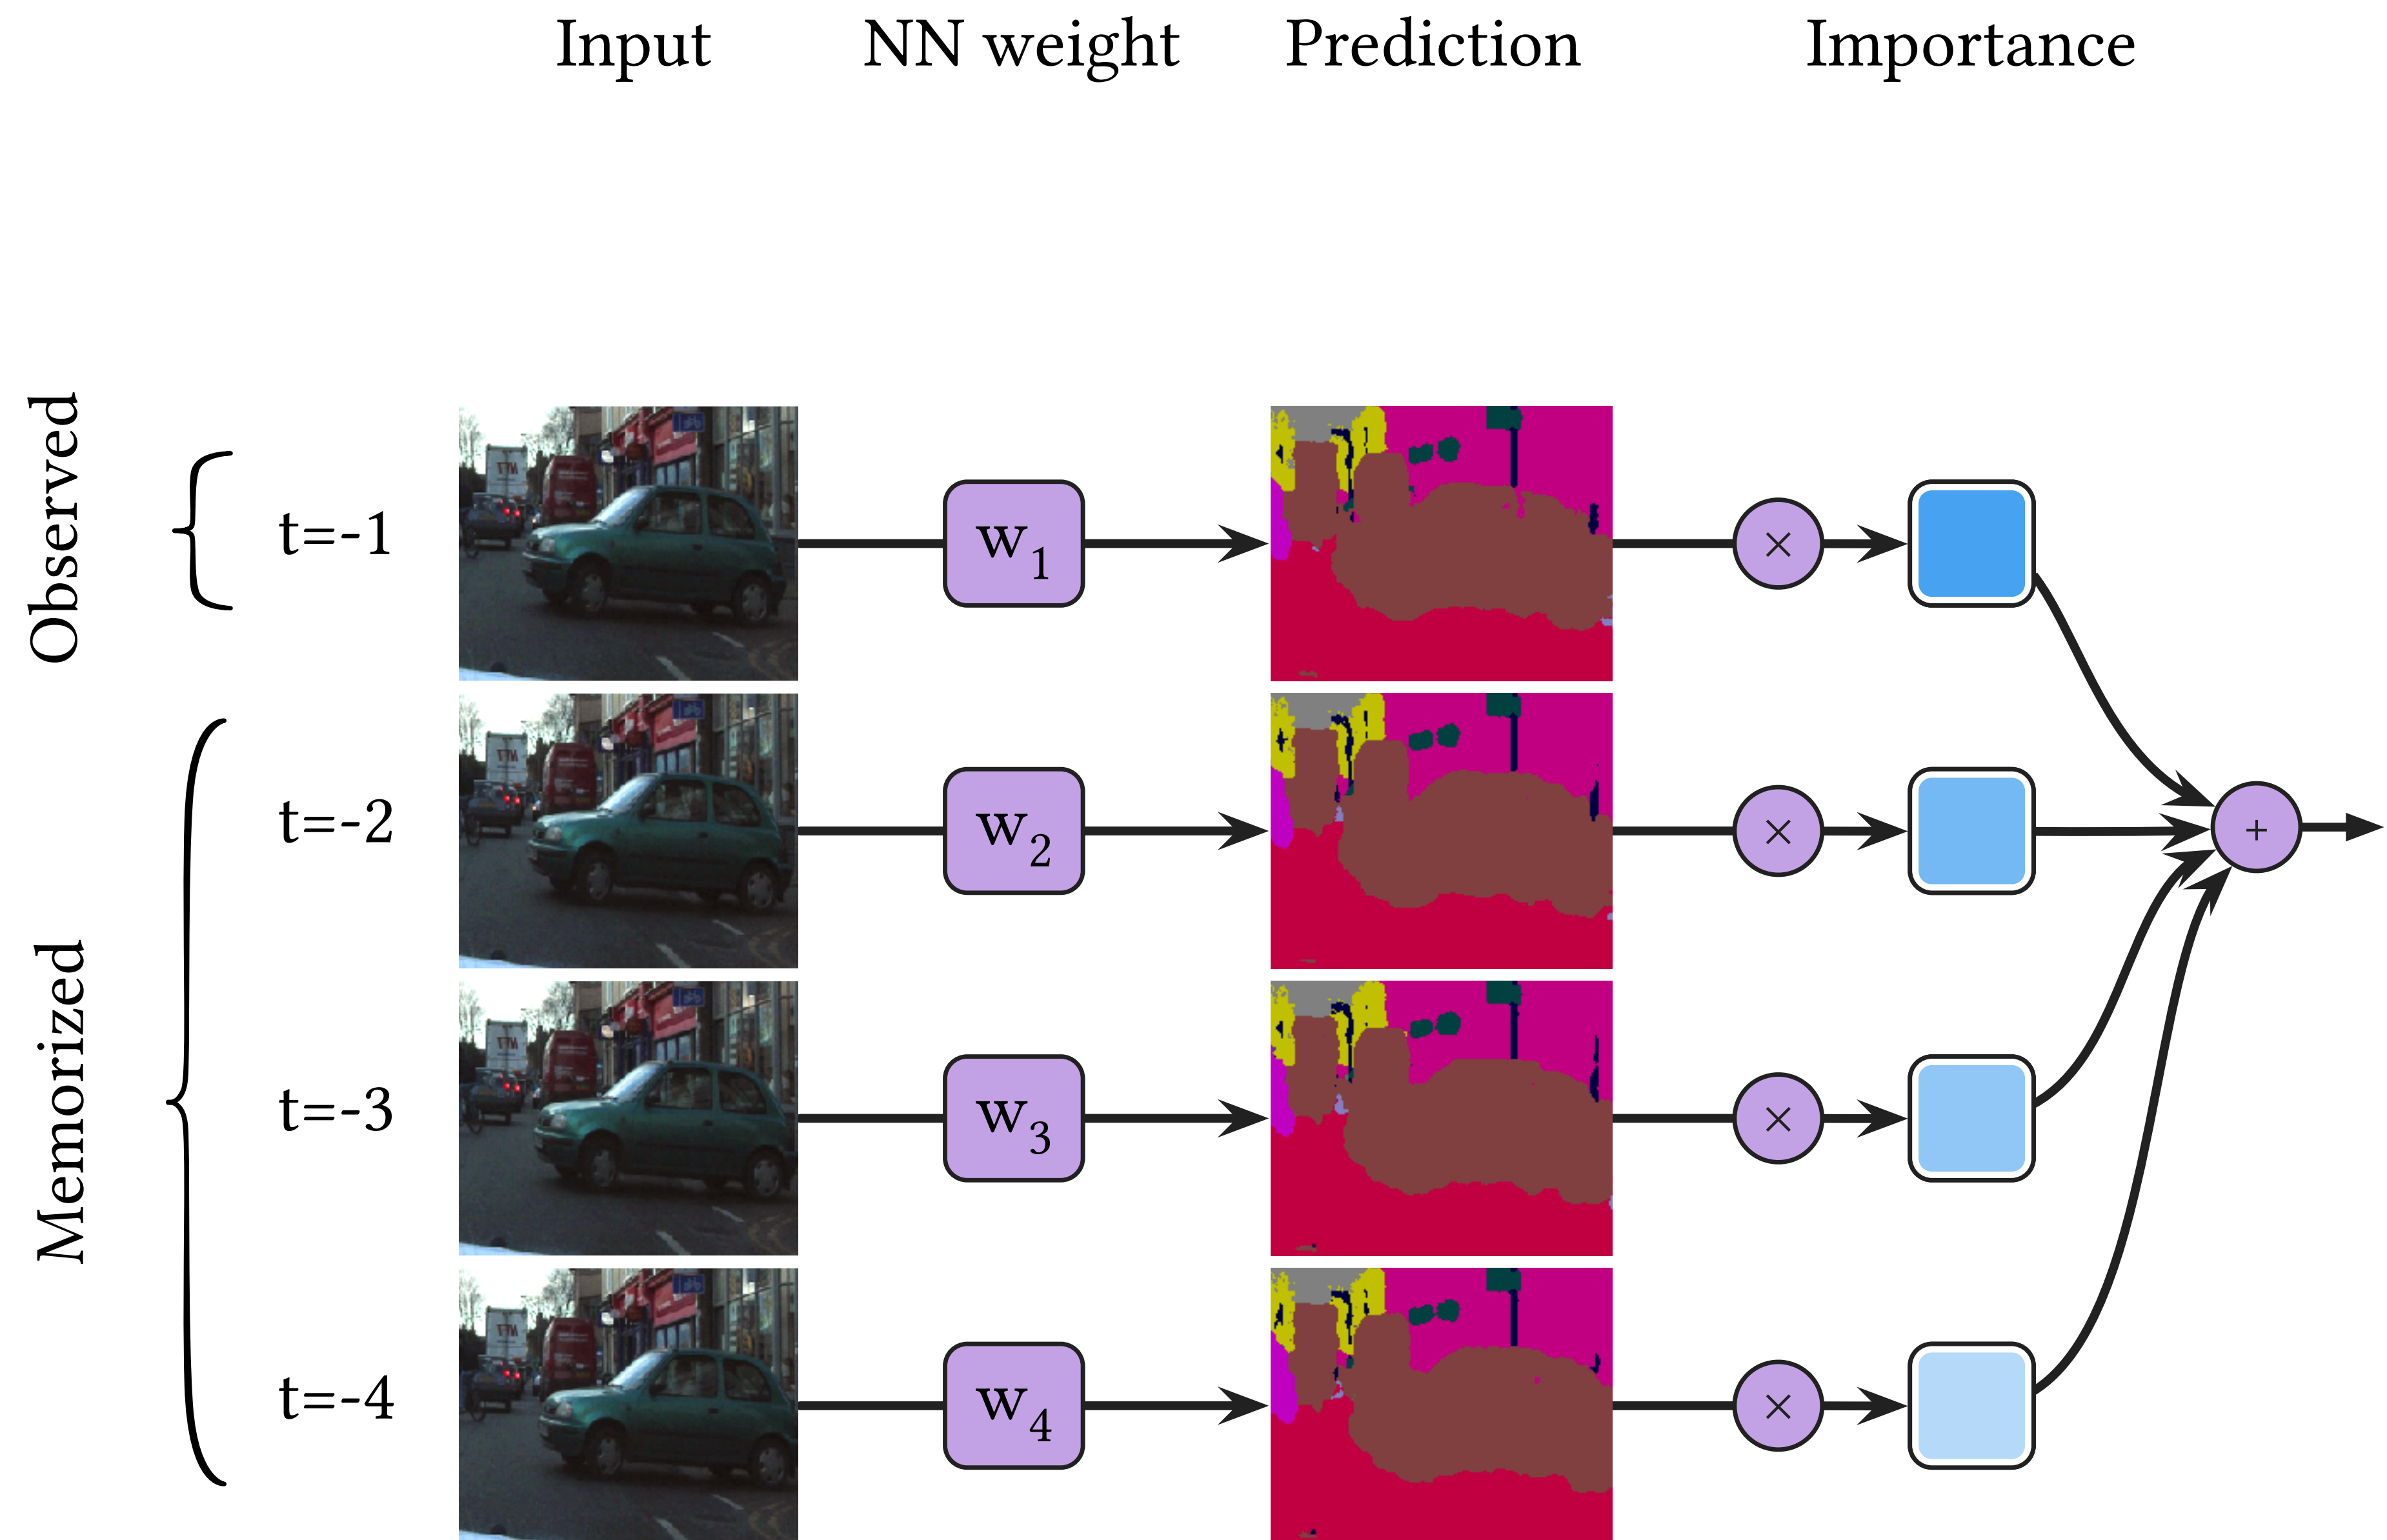 Input NN weight Prediction Importance
Observed
t=-1 w1 ×
Memorized
t=-2 w2 × +
t=-3 w3 ×
t=-4 w4 ×